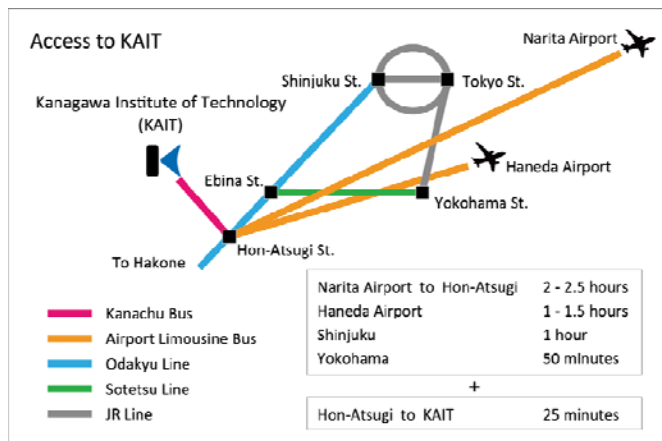 Access to KAIT
Narita Airport
Shinjuku St.
Tokyo St.
Kanagawa Institute of Technology
(KAIT)
Haneda Airport
Ebina St.
Yokohama St.
Hon-Atsugi St.
To Hakone
Kanachu Bus
Airport Limousine Bus
Odakyu Line
Sotetsu Line
JR Line
Narita Airport to Hon-Atsugi 2 - 2.5 hours
Haneda Airport 1 - 1.5 hours
Shinjuku 1 hour
Yokohama 50 minutes
+
Hon-Atsugi to KAIT 25 minutes